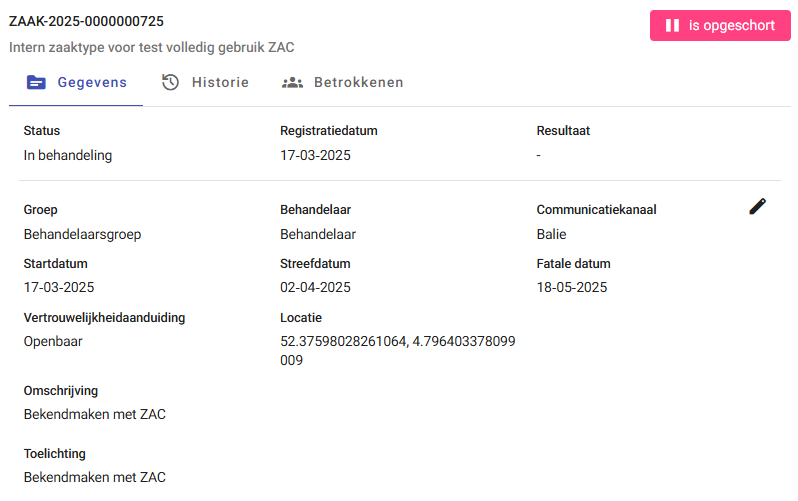 ZAAK-2025-0000000725
is opgeschort
Intern zaaktype voor test volledig gebruik ZAC
Gegevens Historie Betrokkenen
Status Registratiedatum Resultaat
In behandeling 17-03-2025 -
Groep Behandelaar Communicatiekanaal
Behandelaarsgroep Behandelaar Balie
Startdatum Streefdatum Fatale datum
17-03-2025 02-04-2025 18-05-2025
Vertrouwelijkheidaanduiding Locatie
Openbaar 52.37598028261064, 4.796403378099
009
Omschrijving
Bekendmaken met ZAC
Toelichting
Bekendmaken met ZAC